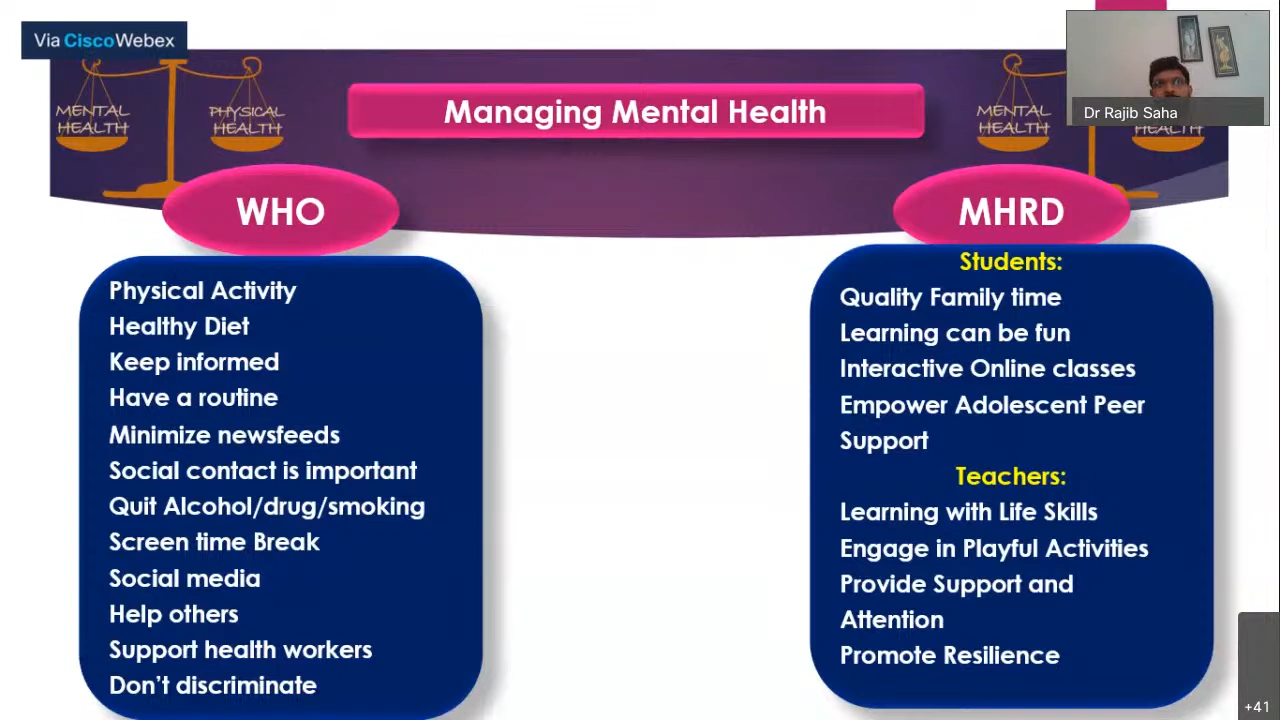 Via Cisco Webex
MENTAL
HEALTH
PHYSICAL
HEALTH
Managing Mental Health
MENTAL
HEALTH
HEALTH
Dr Rajib Saha
WHO
Physical Activity
Healthy Diet
Keep informed
Have a routine
Minimize newsfeeds
Social contact is important
Quit Alcohol/drug/smoking
Screen time Break
Social media
Help others
Support health workers
Don't discriminate
MHRD
Students:
Quality Family time
Learning can be fun
Interactive Online classes
Empower Adolescent Peer
Support
Teachers:
Learning with Life Skills
Engage in Playful Activities
Provide Support and
Attention
Promote Resilience
+41